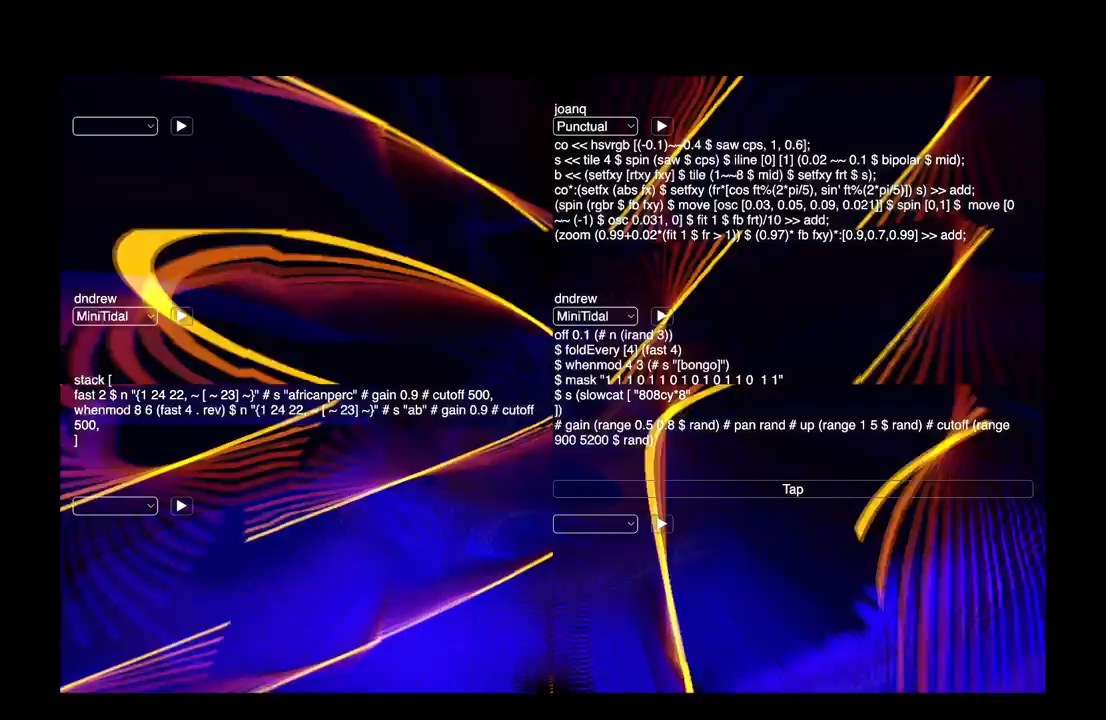 joanq
Punctual
co << hsvrgb [(-0.1)~~0.4 $ saw cps, 1, 0.6];
s << tile 4 $ spin (saw $ cps) $ iline [0] [1] (0.02 ~~ 0.1 $ bipolar $ mid);
b << (setfxy [rtxy fxy] $ tile (1~~8 $ mid) $ setfxy frt $ s);
co*:(setfx (abs fx) $ setfxy (fr*[cos ft%(2*pi/5), sin' ft%(2*pi/5)]) s) >> add;
(spin (rgbr $ fb fxy) $ move [osc [0.03, 0.05, 0.09, 0.021]] $ spin [0,1] $ move [0
~~ (-1) $ osc 0.031, 0] $ fit 1 $ fb frt)/10 >> add;
(zoom (0.99+0.02*(fit 1 $ fr > 1)) $ (0.97)* fb fxy)*:[0.9,0.7,0.99] >> add;
dndrew
MiniTidal
stack [
fast 2 $ n "{1 24 22, ~ [ ~ 23] ~}" # s "africanperc" # gain 0.9 # cutoff 500,
whenmod 8 6 (fast 4 . rev) $ n "{1 24 22, ~ [ ~ 23] ~}" # s "ab" # gain 0.9 # cutoff
500,
]
dndrew
MiniTidal
off 0.1 (# n (irand 3))
$ foldEvery [4] (fast 4)
$ whenmod 4 3 (# s "[bongo]")
$ mask "1 1 1 0 1 1 0 1 0 1 0 1 1 0  1 1"
$ s (slowcat [ "808cy*8"
])
# gain (range 0.5 0.8 $ rand) # pan rand # up (range 1 5 $ rand) # cutoff (range
900 5200 $ rand)
Tap